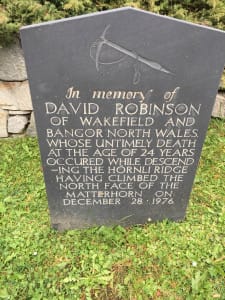 In memory of
DAVID ROBINSON
OF WAKEFIELD AND
BANGOR NORTH WALES
WHOSE UNTIMELY DEATH
AT THE AGE OF 24 YEARS
OCCURED WHILE DESCEND
-ING THE HÖRNLI RIDGE
HAVING CLIMBED THE
NORTH FACE OF THE
MATTERHORN ON
DECEMBER 28·1976